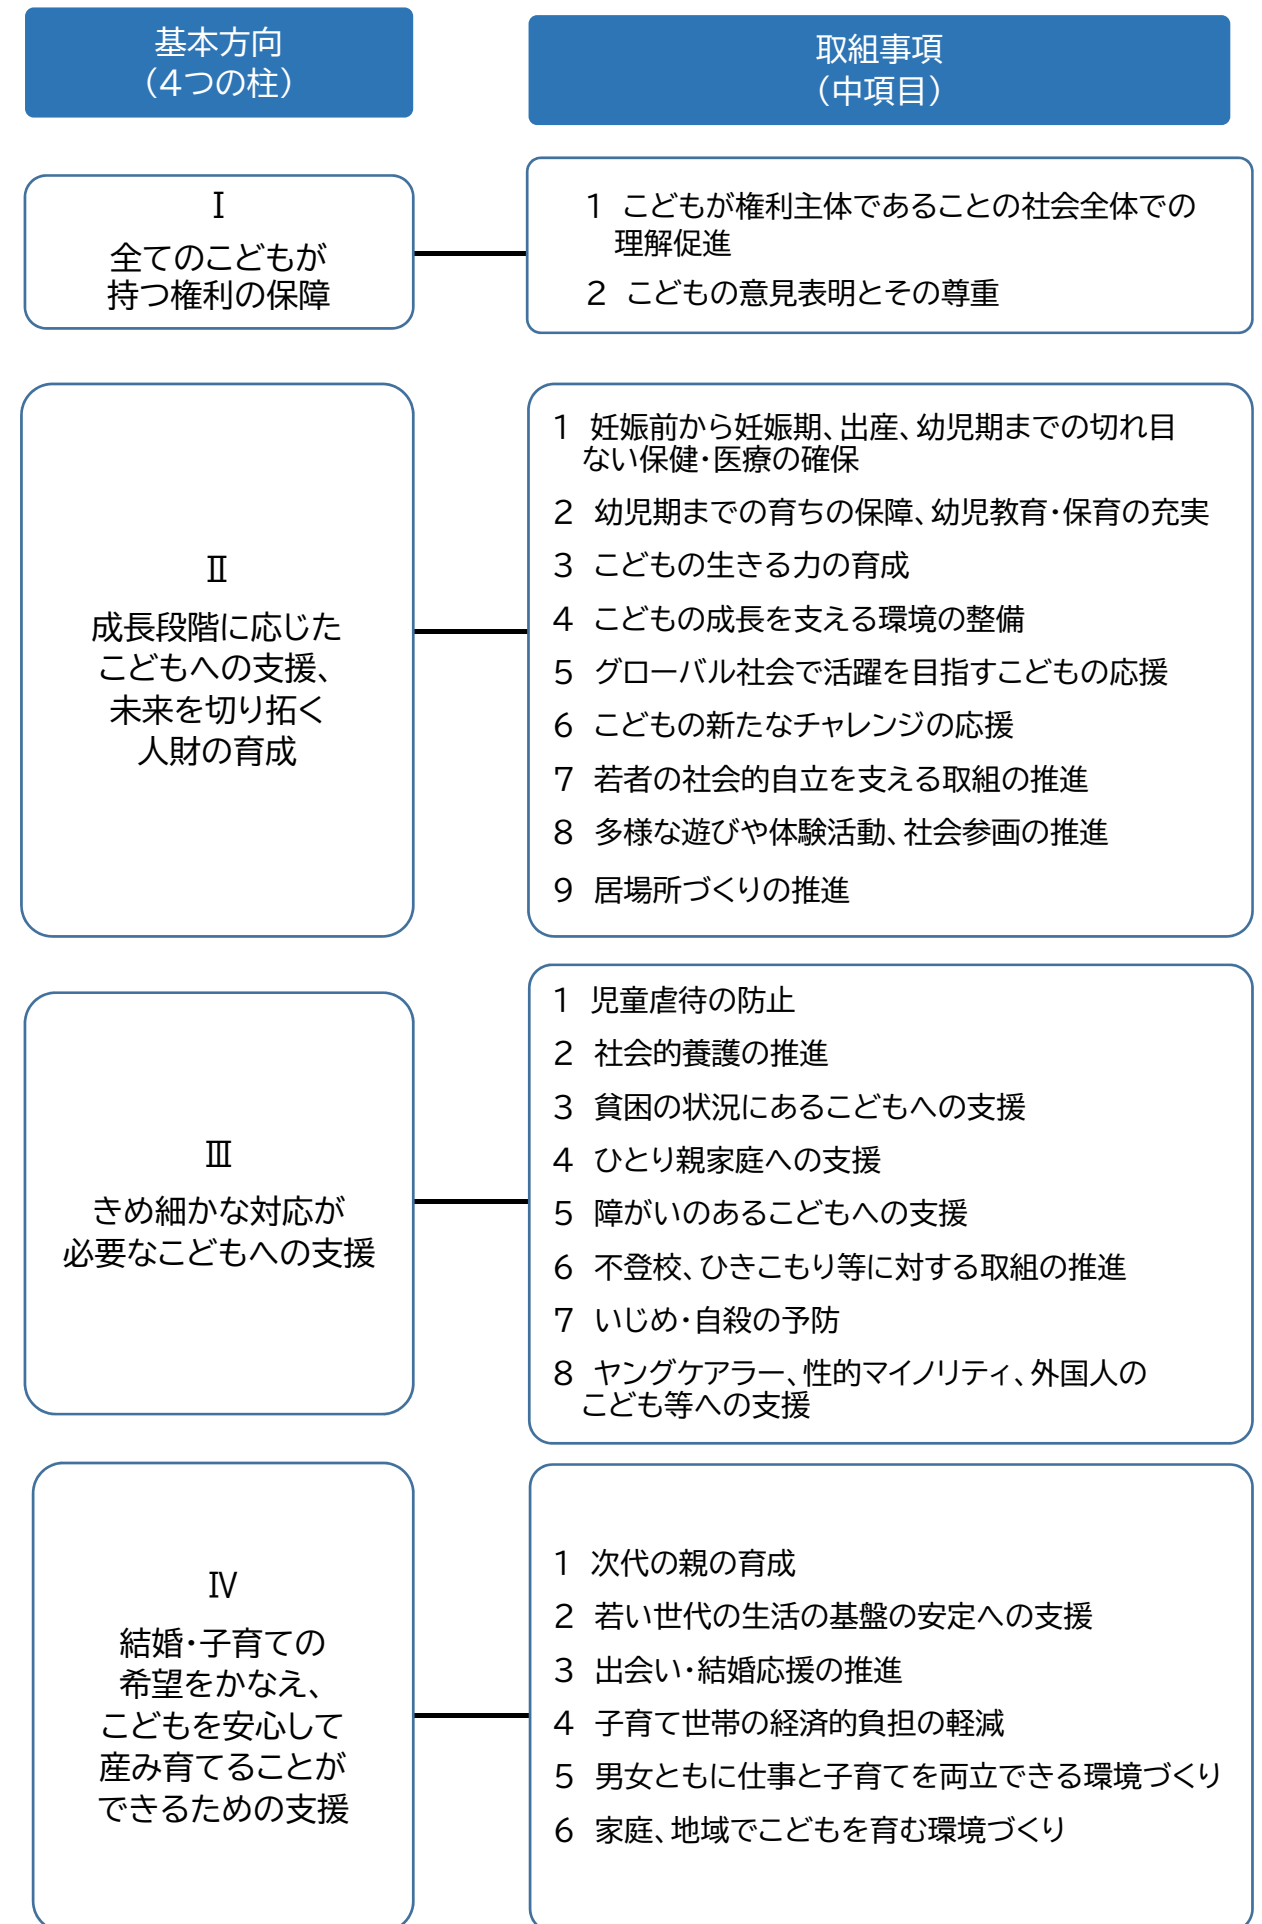 基本方向
（4つの柱）
取組事項
（中項目）
Ⅰ
全てのこどもが
持つ権利の保障
1 こどもが権利主体であることの社会全体での
理解促進
2 こどもの意見表明とその尊重
Ⅱ
成長段階に応じた
こどもへの支援、
未来を切り拓く
人財の育成
1 妊娠前から妊娠期、出産、幼児期までの切れ目
ない保健・医療の確保
2 幼児期までの育ちの保障、幼児教育・保育の充実
3 こどもの生きる力の育成
4 こどもの成長を支える環境の整備
5 グローバル社会で活躍を目指すこどもの応援
6 こどもの新たなチャレンジの応援
7 若者の社会的自立を支える取組の推進
8 多様な遊びや体験活動、社会参画の推進
9 居場所づくりの推進
Ⅲ
きめ細かな対応が
必要なこどもへの支援
1 児童虐待の防止
2 社会的養護の推進
3 貧困の状況にあるこどもへの支援
4 ひとり親家庭への支援
5 障がいのあるこどもへの支援
6 不登校、ひきこもり等に対する取組の推進
7 いじめ・自殺の予防
8 ヤングケアラー、性的マイノリティ、外国人の
こども等への支援
Ⅳ
結婚・子育ての
希望をかなえ、
こどもを安心して
産み育てることが
できるための支援
1 次代の親の育成
2 若い世代の生活の基盤の安定への支援
3 出会い・結婚応援の推進
4 子育て世帯の経済的負担の軽減
5 男女ともに仕事と子育てを両立できる環境づくり
6 家庭、地域でこどもを育む環境づくり